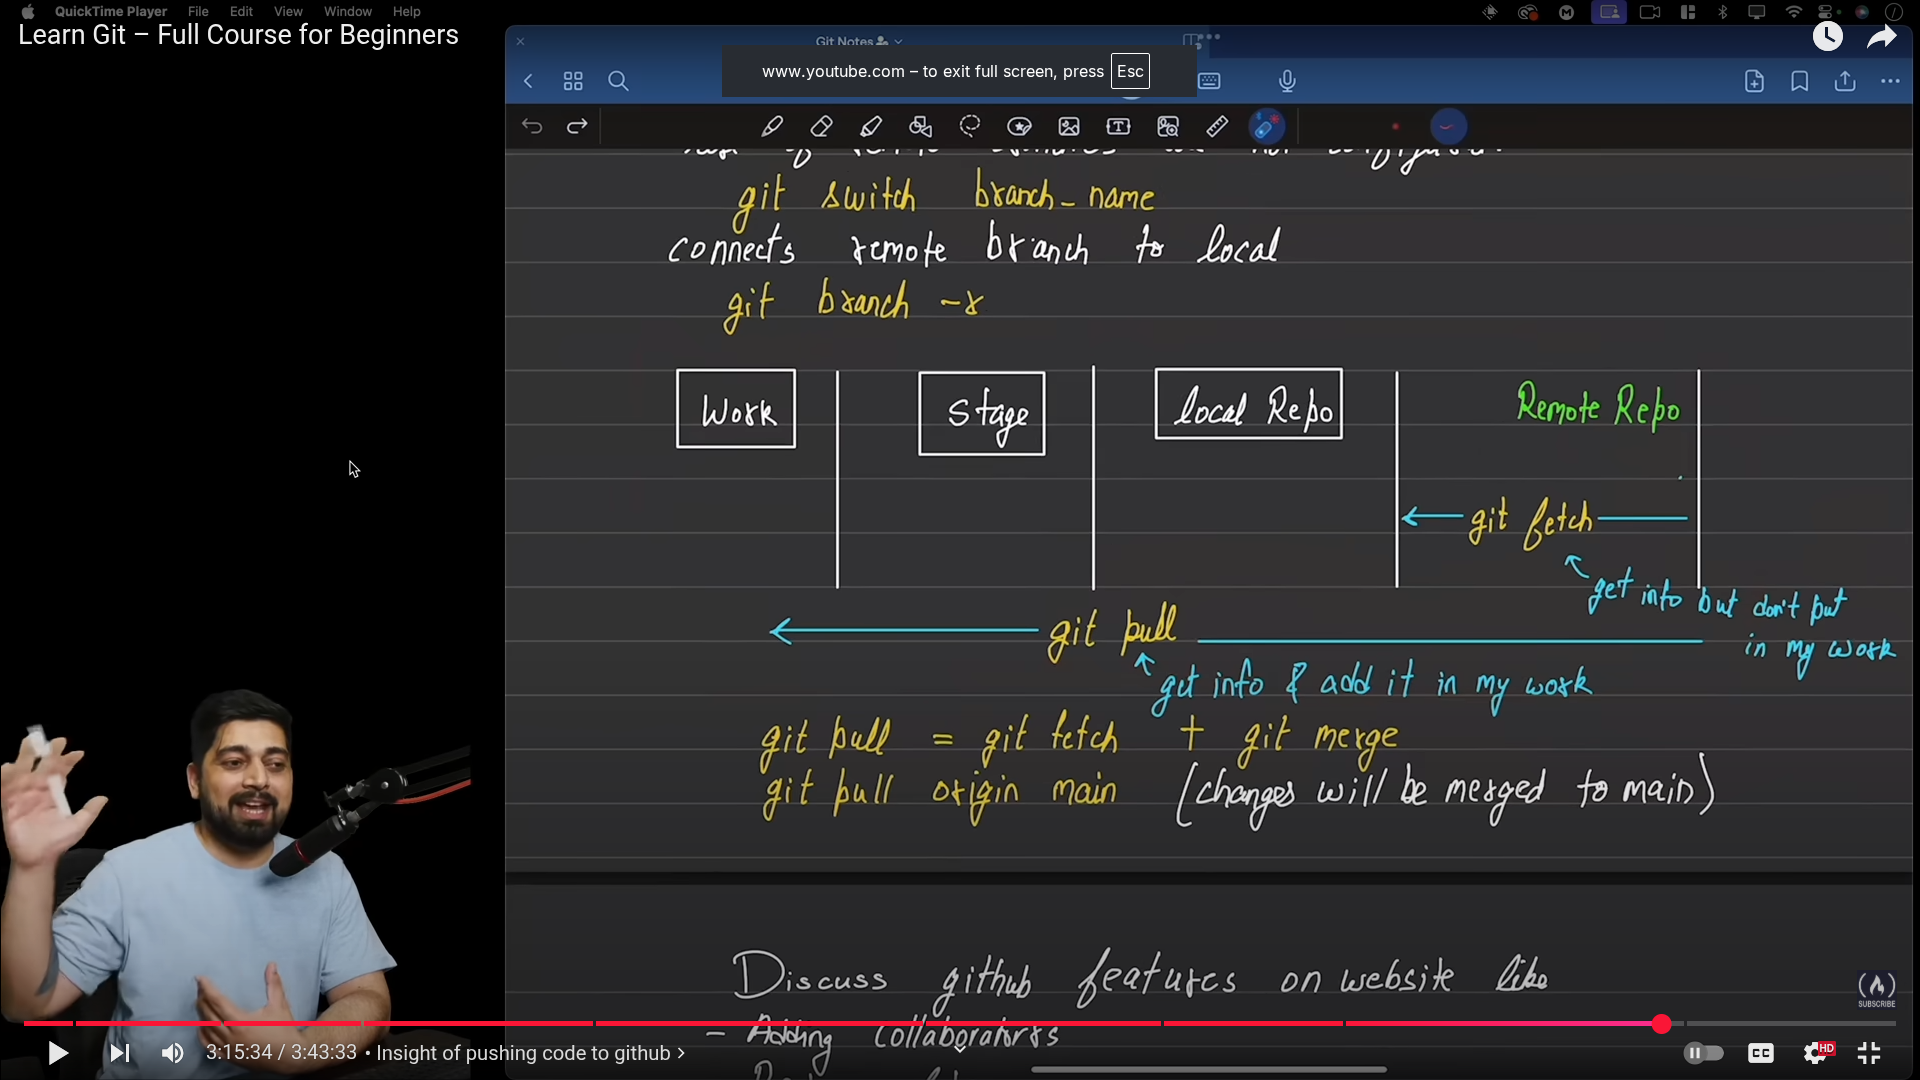 QuickTime Player File Edit View Window Help
Learn Git – Full Course for Beginners
Git Notes
www.youtube.com – to exit full screen, press Esc
git switch branch_name
connects remote branch to local
git branch -r
Work
Stage
local Repo
Remote Repo
git fetch
get info but don't put
in my work
git pull
get info & add it in my work
git pull = git fetch + git merge
git pull origin main (changes will be merged to main)
Discuss github features on website like
- Adding collaborators
SUBSCRIBE
3:15:34 / 3:43:33 • Insight of pushing code to github
CC
HD